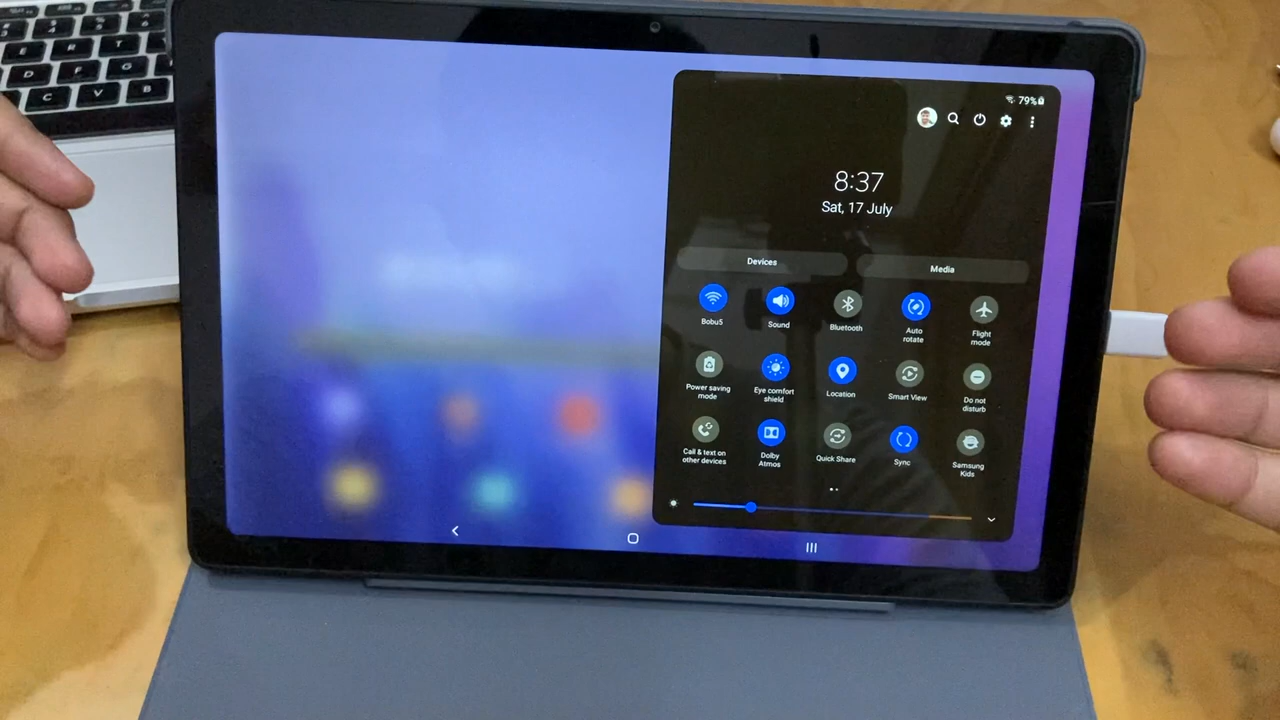 E R T
D F G
C V B
79%
8:37
Sat, 17 July
Devices
Media
Bobu5
Sound
Bluetooth
Auto
rotate
Flight
mode
Power saving
mode
Eye comfort
shield
Location
Smart View
Do not
disturb
Call & text on
other devices
Dolby
Atmos
Quick Share
Sync
Samsung
Kids